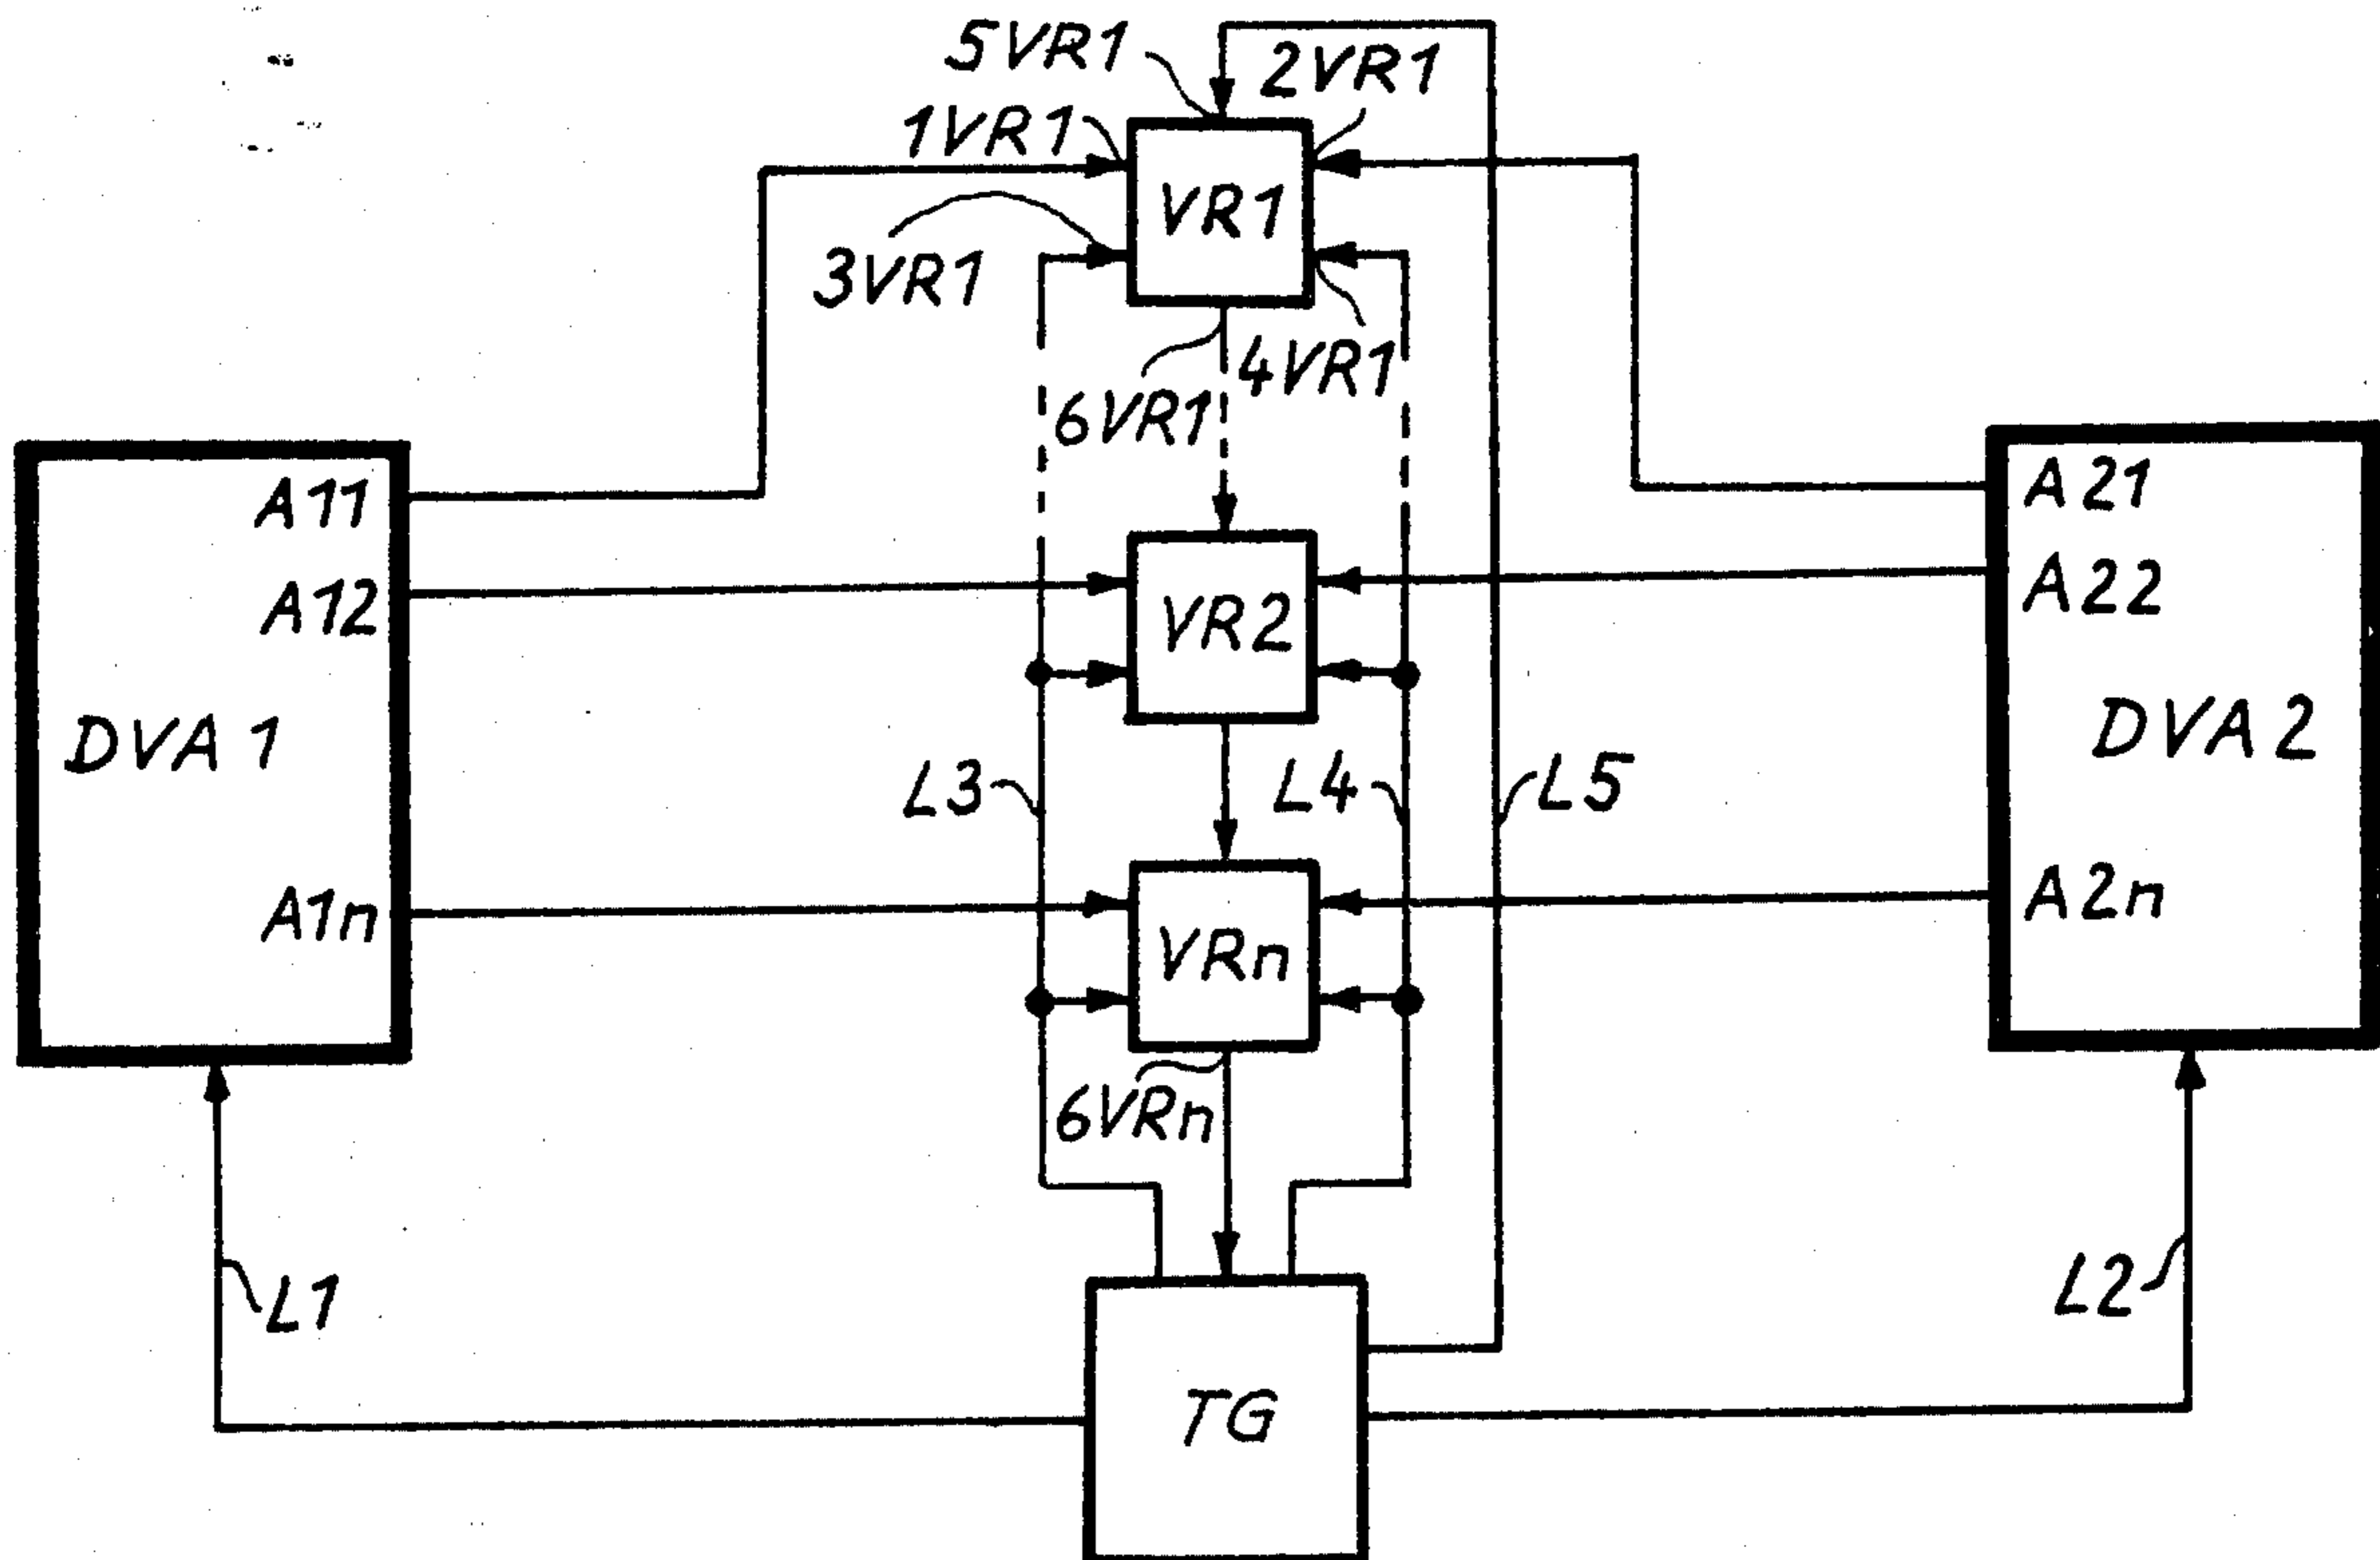 5VR1
2VR1
1VR1
VR1
3VR1
4VR1
6VR1
A11
A21
A12
A22
VR2
DVA 1
DVA 2
L3
L4
L5
A1n
A2n
VRn
6VRn
L1
L2
TG